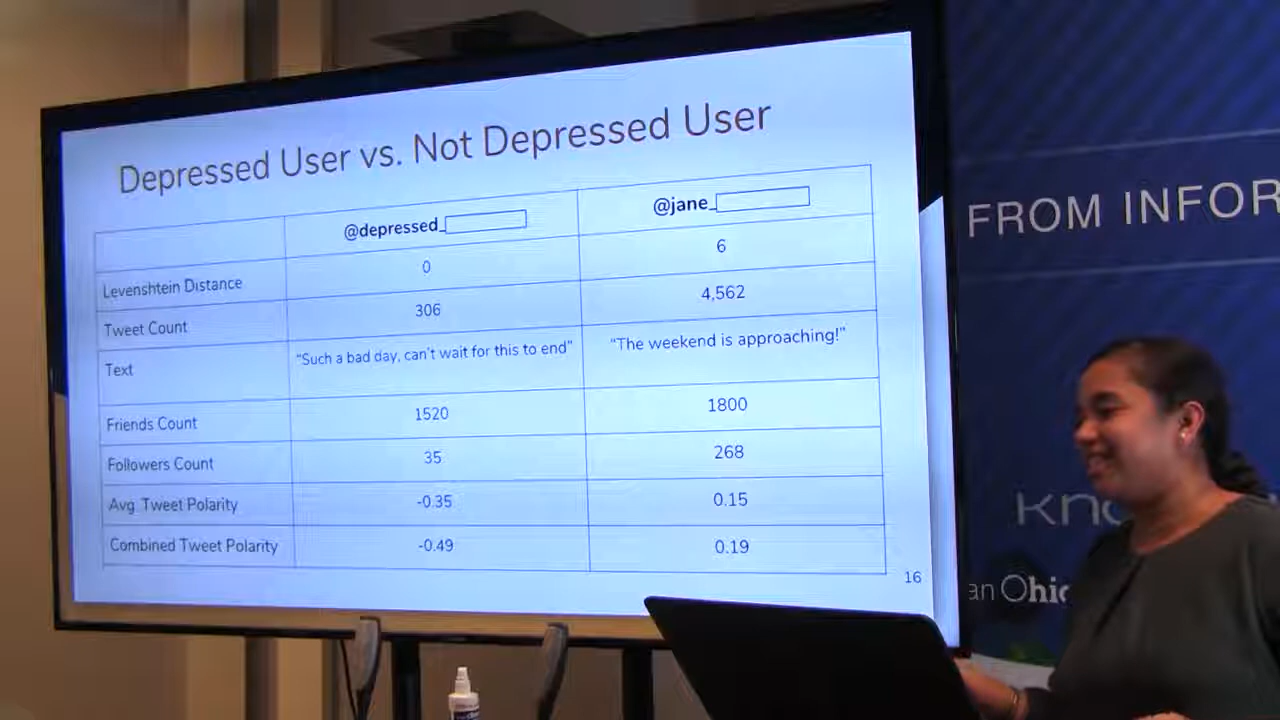 Depressed User vs. Not Depressed User
@depressed_ @jane_
Levenshtein Distance 0 6
Tweet Count 306 4,562
Text "Such a bad day, can't wait for this to end" "The weekend is approaching!"
Friends Count 1520 1800
Followers Count 35 268
Avg. Tweet Polarity -0.35 0.15
Combined Tweet Polarity -0.49 0.19
16
FROM INFOR
kno
an Ohio